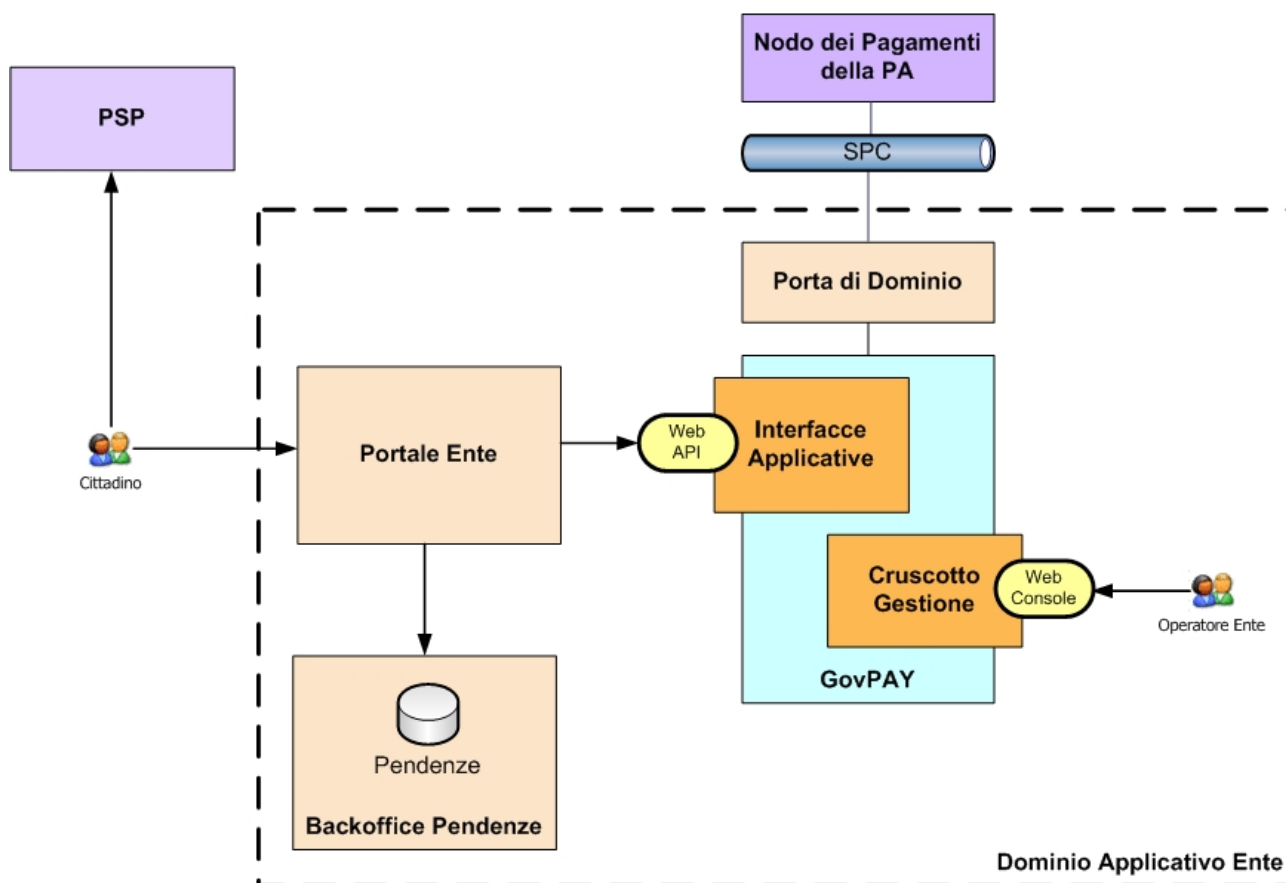 Nodo dei Pagamenti
della PA
PSP
SPC
Porta di Dominio
Portale Ente
Web
API
Interfacce
Applicative
Cittadino
Cruscotto
Gestione
Web
Console
Operatore Ente
GovPAY
Pendenze
Backoffice Pendenze
Dominio Applicativo Ente